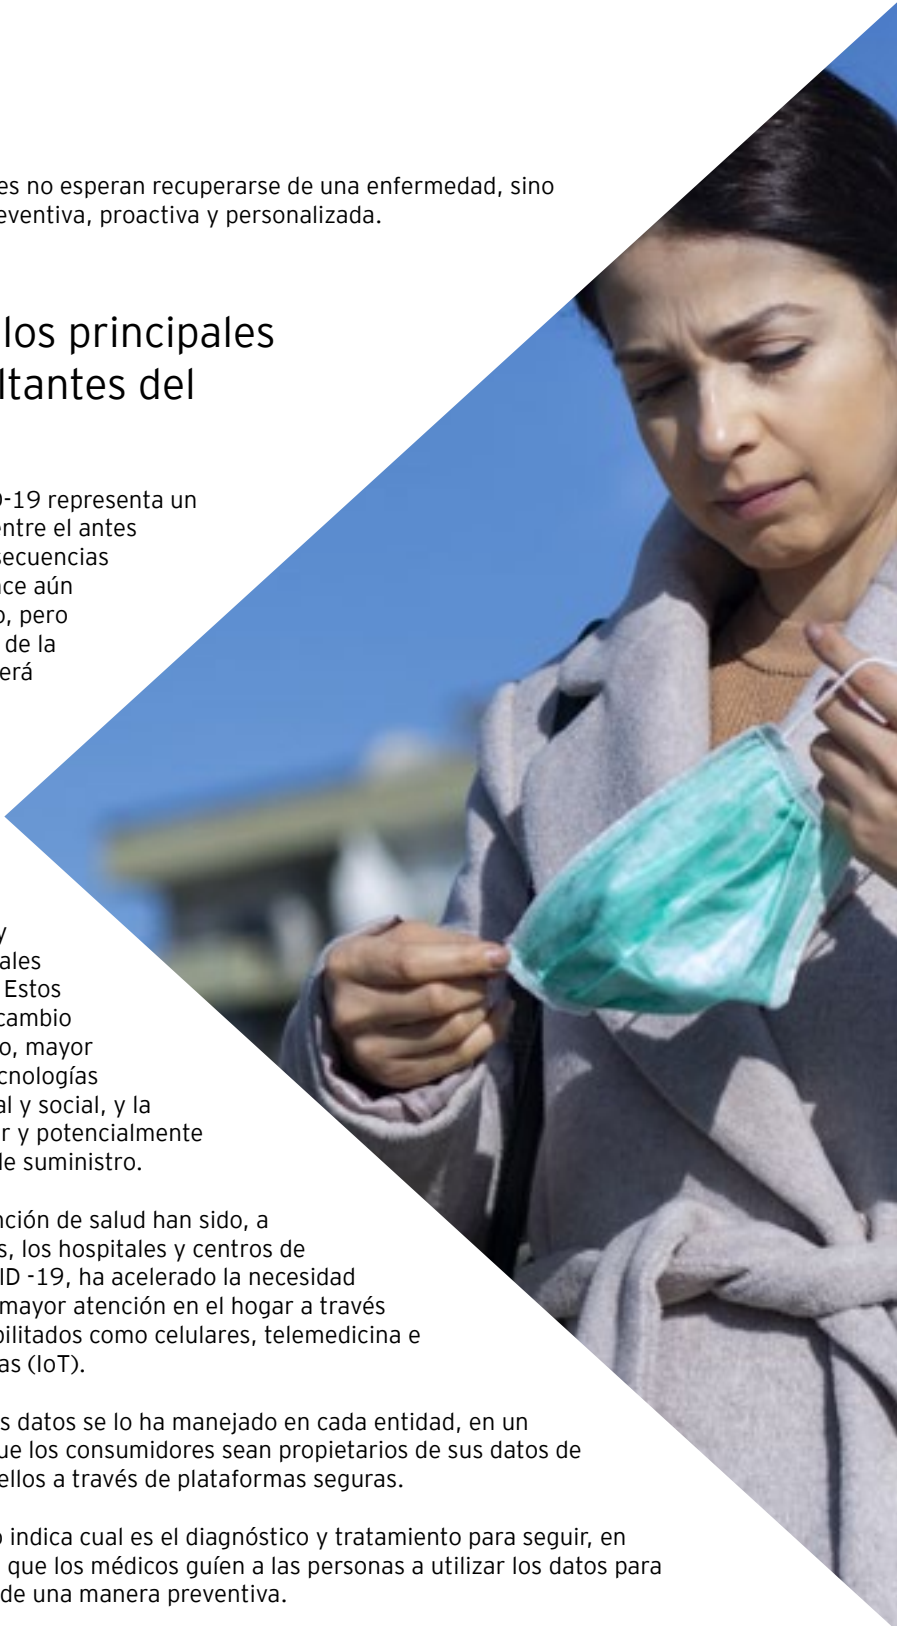 es no esperan recuperarse de una enfermedad, sino
eventiva, proactiva y personalizada.
los principales
ltantes del
-19 representa un
entre el antes
secuencias
ce aún
o, pero
de la
erá
y
ales
Estos
cambio
o, mayor
cnologías
al y social, y la
r y potencialmente
de suministro.
nción de salud han sido, a
s, los hospitales y centros de
ID -19, ha acelerado la necesidad
mayor atención en el hogar a través
bilitados como celulares, telemedicina e
as (IoT).
s datos se lo ha manejado en cada entidad, en un
ue los consumidores sean propietarios de sus datos de
ellos a través de plataformas seguras.
o indica cual es el diagnóstico y tratamiento para seguir, en
que los médicos guíen a las personas a utilizar los datos para
de una manera preventiva.